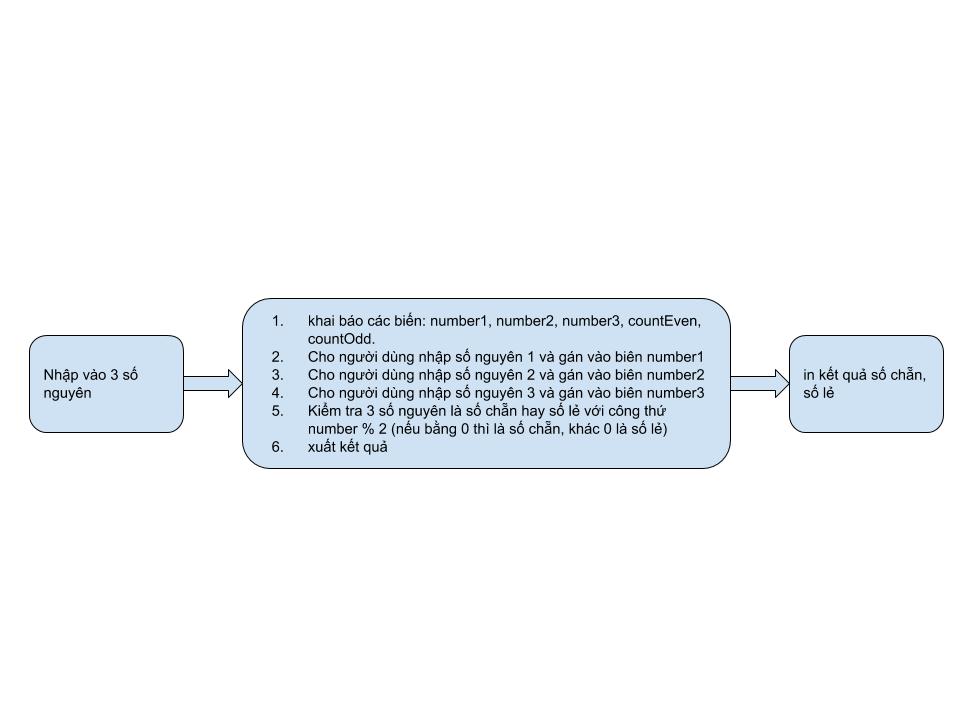 Nhập vào 3 số
nguyên
1. khai báo các biến: number1, number2, number3, countEven,
countOdd.
2. Cho người dùng nhập số nguyên 1 và gán vào biên number1
3. Cho người dùng nhập số nguyên 2 và gán vào biên number2
4. Cho người dùng nhập số nguyên 3 và gán vào biên number3
5. Kiểm tra 3 số nguyên là số chẵn hay số lẻ với công thứ
number % 2 (nếu bằng 0 thì là số chẵn, khác 0 là số lẻ)
6. xuất kết quả
in kết quả số chẵn,
số lẻ